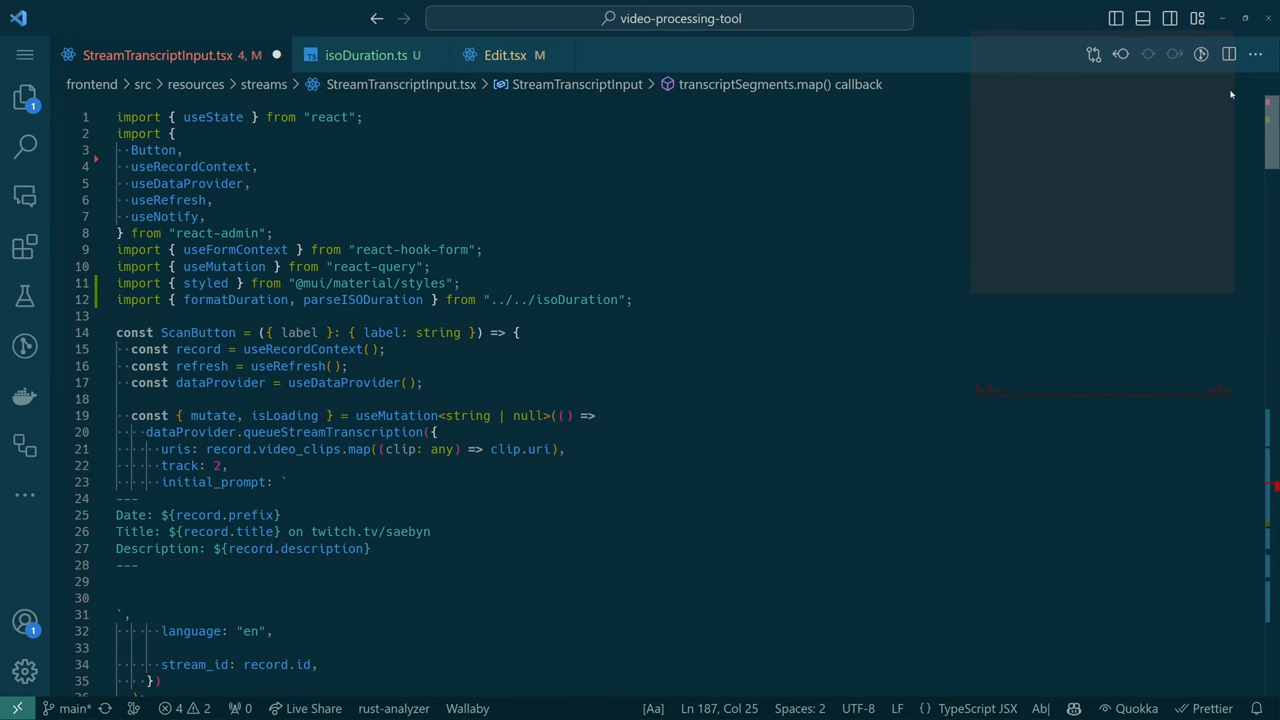 video-processing-tool
StreamTranscriptInput.tsx 4, M
isoDuration.ts U
Edit.tsx M
frontend > src > resources > streams > StreamTranscriptInput.tsx > StreamTranscriptInput > transcriptSegments.map() callback
1 import { useState } from "react";
2 import {
3 Button,
4 useRecordContext,
5 useDataProvider,
6 useRefresh,
7 useNotify,
8 } from "react-admin";
9 import { useFormContext } from "react-hook-form";
10 import { useMutation } from "react-query";
11 import { styled } from "@mui/material/styles";
12 import { formatDuration, parseISODuration } from "../../isoDuration";
13
14 const ScanButton = ({ label }: { label: string }) => {
15 const record = useRecordContext();
16 const refresh = useRefresh();
17 const dataProvider = useDataProvider();
18
19 const { mutate, isLoading } = useMutation<string | null>(() =>
20 dataProvider.queueStreamTranscription({
21 uris: record.video_clips.map((clip: any) => clip.uri),
22 track: 2,
23 initial_prompt: `
24 ---
25 Date: ${record.prefix}
26 Title: ${record.title} on twitch.tv/saebyn
27 Description: ${record.description}
28 ---
29
30
31 `,
32 language: "en",
33
34 stream_id: record.id,
35 })
36 );
1
1
main* 4 2 0 Live Share rust-analyzer Wallaby [Aa] Ln 187, Col 25 Spaces: 2 UTF-8 LF { } TypeScript JSX Ab| Quokka Prettier